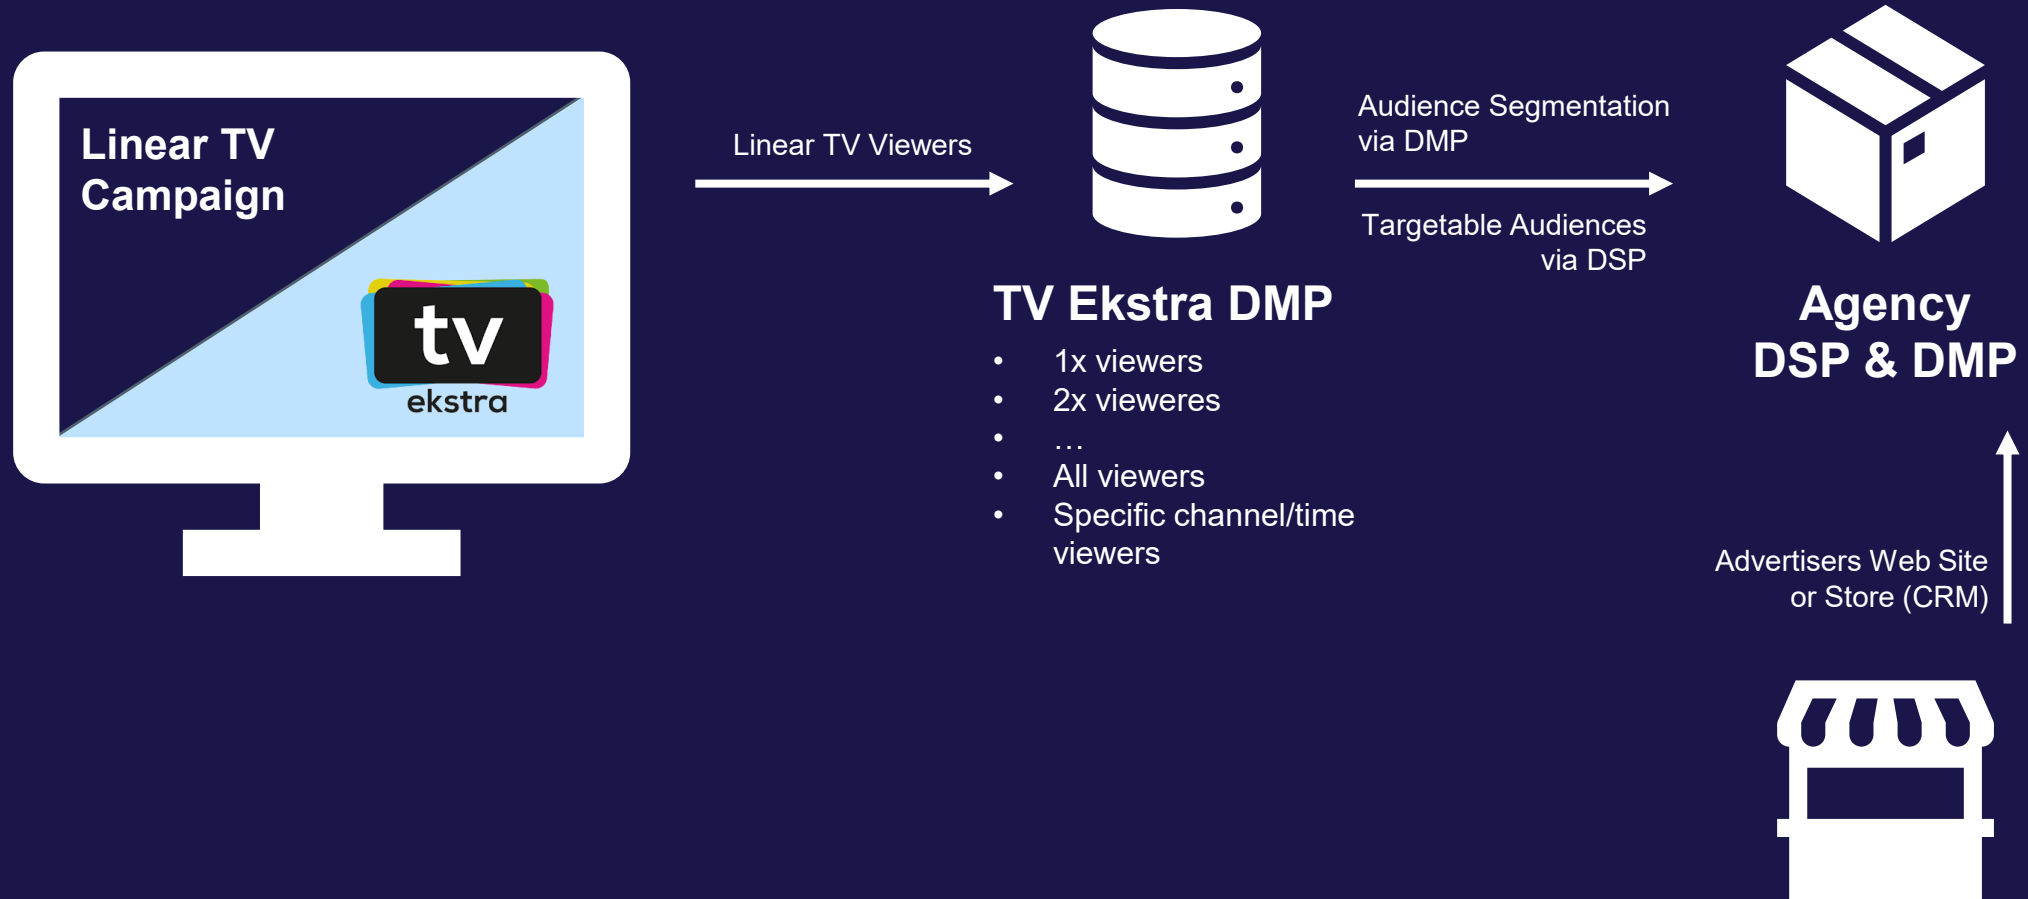 Linear TV
Campaign
tv
ekstra
Linear TV Viewers
TV Ekstra DMP
• 1x viewers
• 2x vieweres
• …
• All viewers
• Specific channel/time
viewers
Audience Segmentation
via DMP
Targetable Audiences
via DSP
Agency
DSP & DMP
Advertisers Web Site
or Store (CRM)